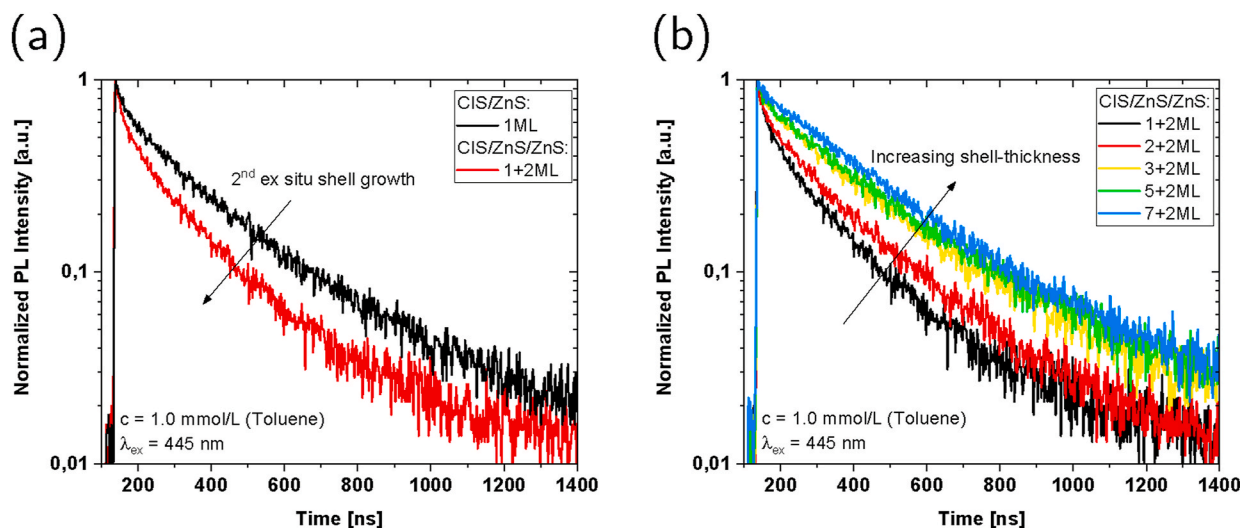 (a)
Normalized PL Intensity [a.u.]
1
0,1
0,01
CIS/ZnS:
1ML
CIS/ZnS/ZnS:
1+2ML
2nd ex situ shell growth
c = 1.0 mmol/L (Toluene)
λex = 445 nm
200 400 600 800 1000 1200 1400
Time [ns]
(b)
Normalized PL Intensity [a.u.]
1
0,1
0,01
CIS/ZnS/ZnS:
1+2ML
2+2ML
3+2ML
5+2ML
7+2ML
Increasing shell-thickness
c = 1.0 mmol/L (Toluene)
λex = 445 nm
200 400 600 800 1000 1200 1400
Time [ns]